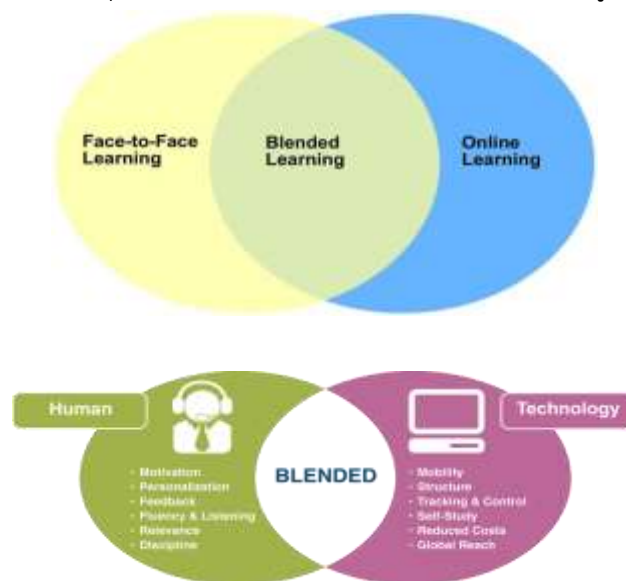 Face-to-Face
Learning
Blended
Learning
Online
Learning
Human
Technology
BLENDED
- Motivation
- Personalization
- Feedback
- Fluency & Listening
- Relevance
- Discipline
- Mobility
- Structure
- Tracking & Control
- Self-Study
- Reduced Costs
- Global Reach